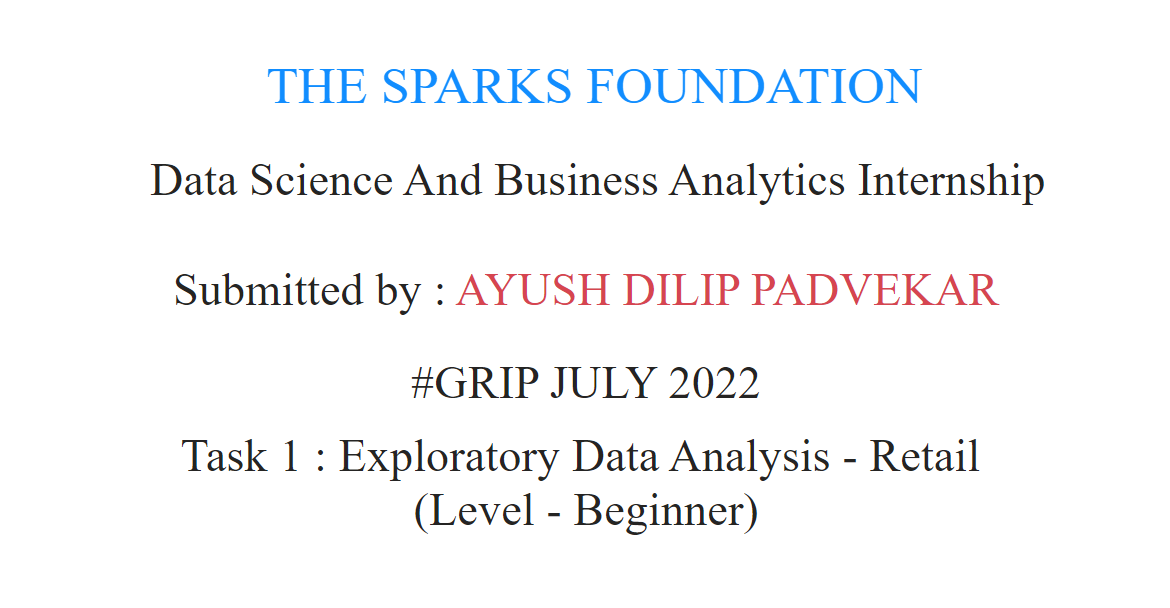 THE SPARKS FOUNDATION
Data Science And Business Analytics Internship
Submitted by : AYUSH DILIP PADVEKAR
#GRIP JULY 2022
Task 1 : Exploratory Data Analysis - Retail
(Level - Beginner)